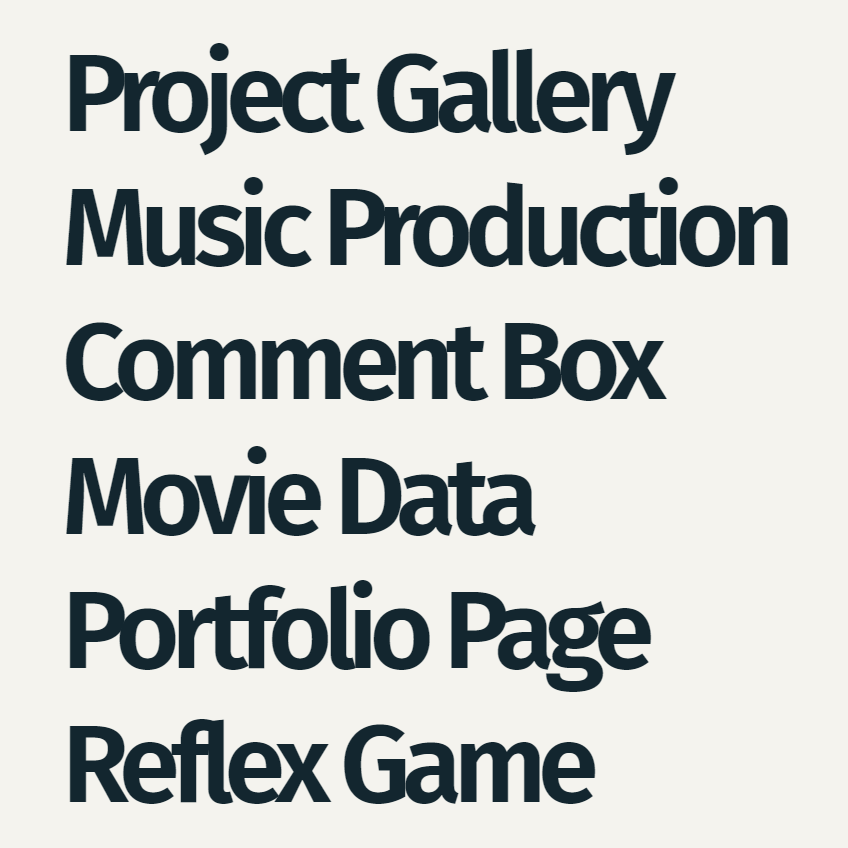 Project Gallery
Music Production
Comment Box
Movie Data
Portfolio Page
Reflex Game